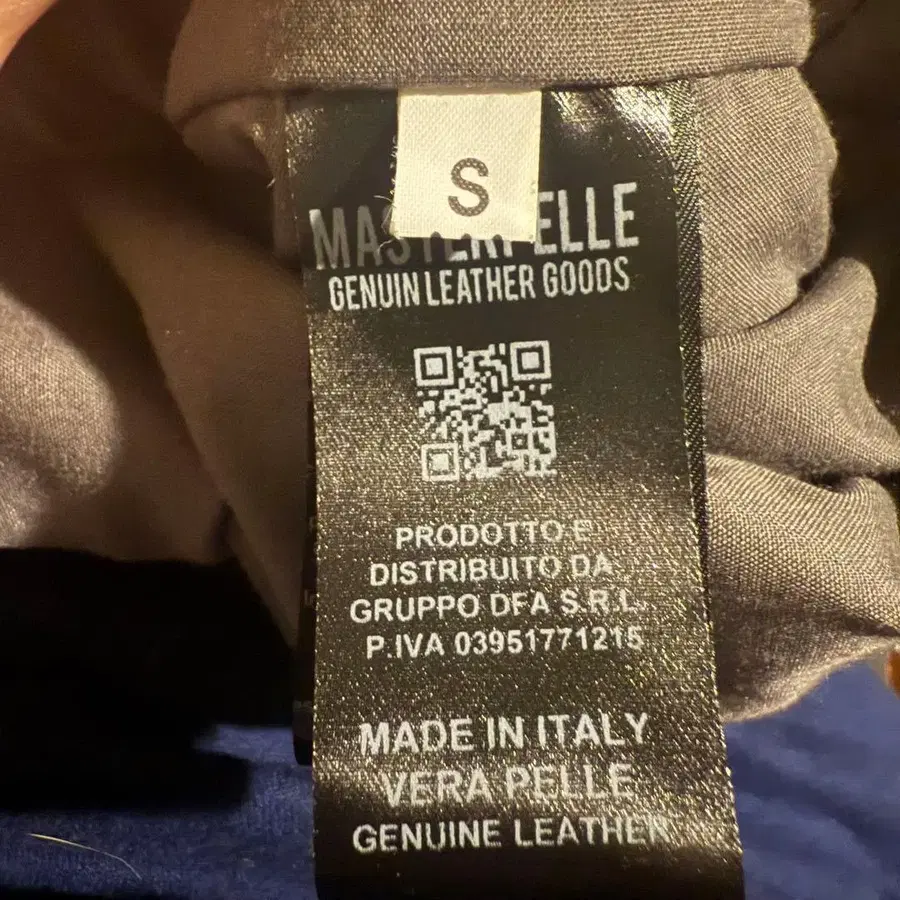 S
MASTERPELLE
GENUIN LEATHER GOODS
PRODOTTO E
DISTRIBUITO DA
GRUPPO DFA S.R.L.
P.IVA 03951771215
MADE IN ITALY
VERA PELLE
GENUINE LEATHER